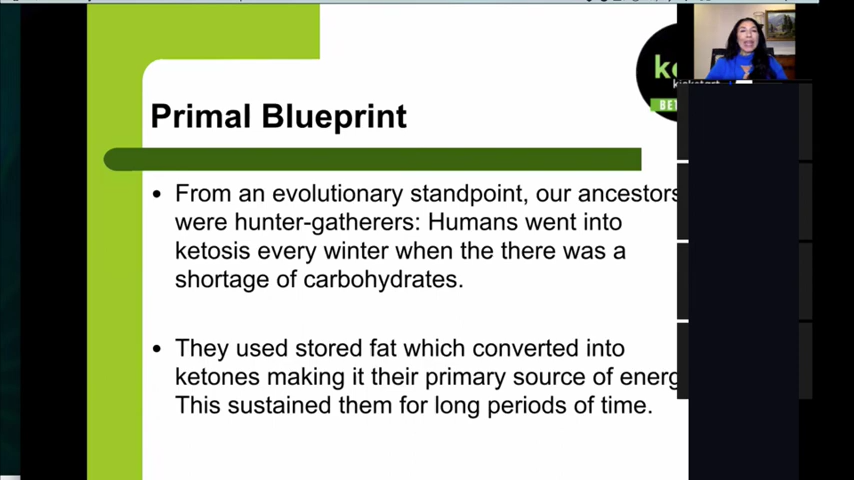 Primal Blueprint
• From an evolutionary standpoint, our ancestors
were hunter-gatherers: Humans went into
ketosis every winter when the there was a
shortage of carbohydrates.
• They used stored fat which converted into
ketones making it their primary source of energ
This sustained them for long periods of time.
ke
BET